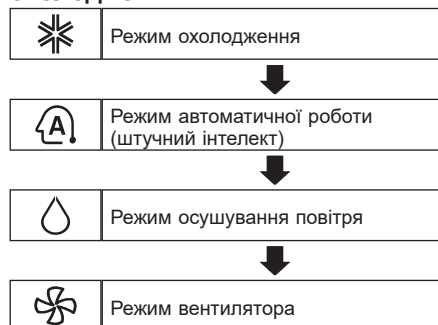 Режим охолодження
A
Режим автоматичної роботи
(штучний інтелект)
Режим осушування повітря
Режим вентилятора